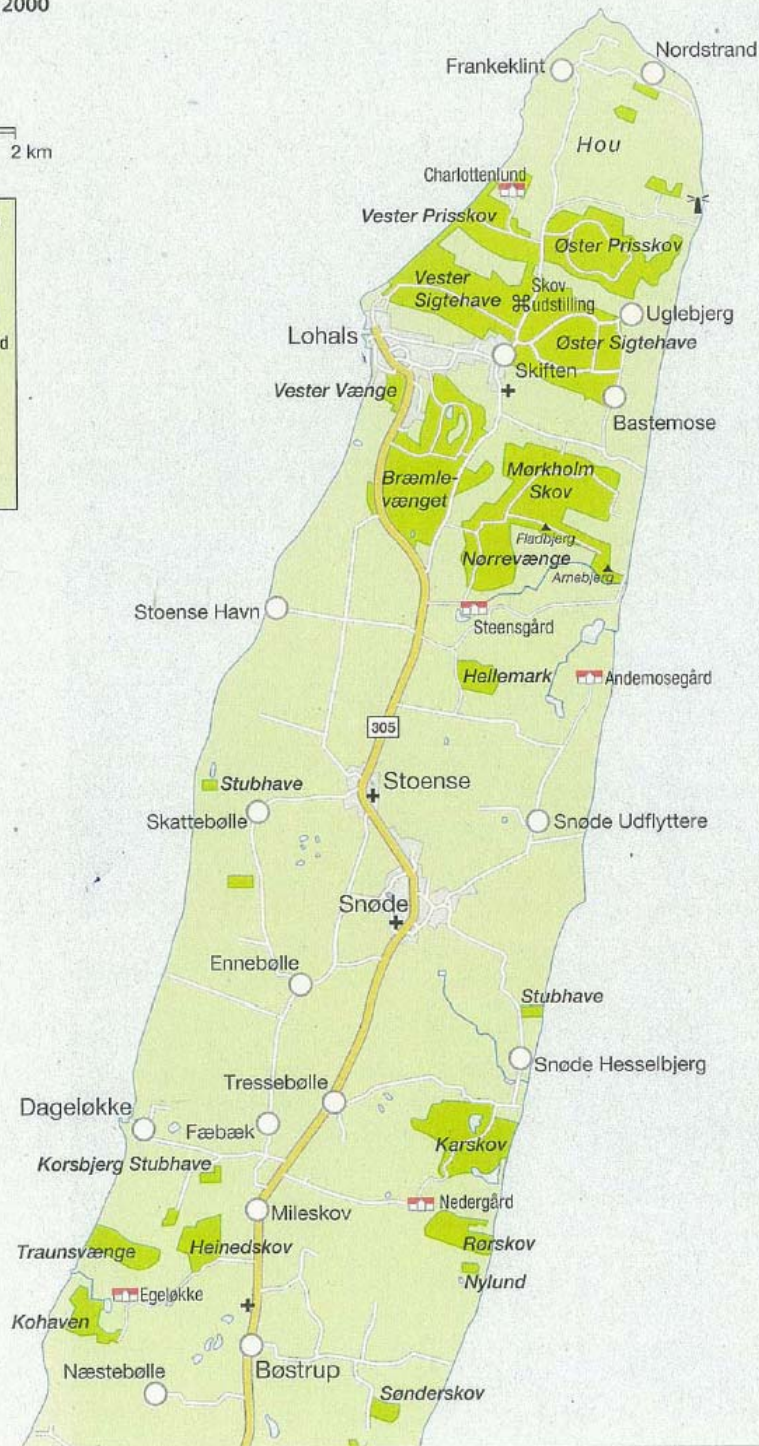 2000
2 km
d
Frankeklint
Nordstrand
Hou
Charlottenlund
Vester Prisskov
Øster Prisskov
Vester
Sigtehave
Skov
udstilling
Uglebjerg
Lohals
Øster Sigtehave
Skiften
Vester Vænge
Bastemose
Bræmle-
vænget
Mørkholm
Skov
Fladbjerg
Nørrevænge
Arnebjerg
Stoense Havn
Steensgård
Hellemark
Andemosegård
305
Stubhave
Stoense
Skattebølle
Snøde Udflyttere
Snøde
Ennebølle
Stubhave
Snøde Hesselbjerg
Tressebølle
Dageløkke
Fæbæk
Karskov
Korsbjerg Stubhave
Nedergård
Mileskov
Rørskov
Traunsvænge
Heinedskov
Nylund
Egeløkke
Kohaven
Bøstrup
Næstebølle
Sønderskov